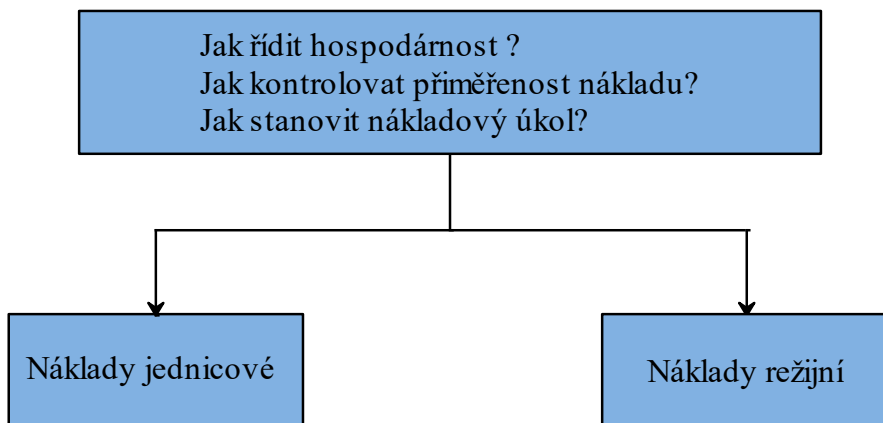 Jak řídit hospodárnost ?
Jak kontrolovat přiměřenost nákladu?
Jak stanovit nákladový úkol?
Náklady jednicové
Náklady režijní